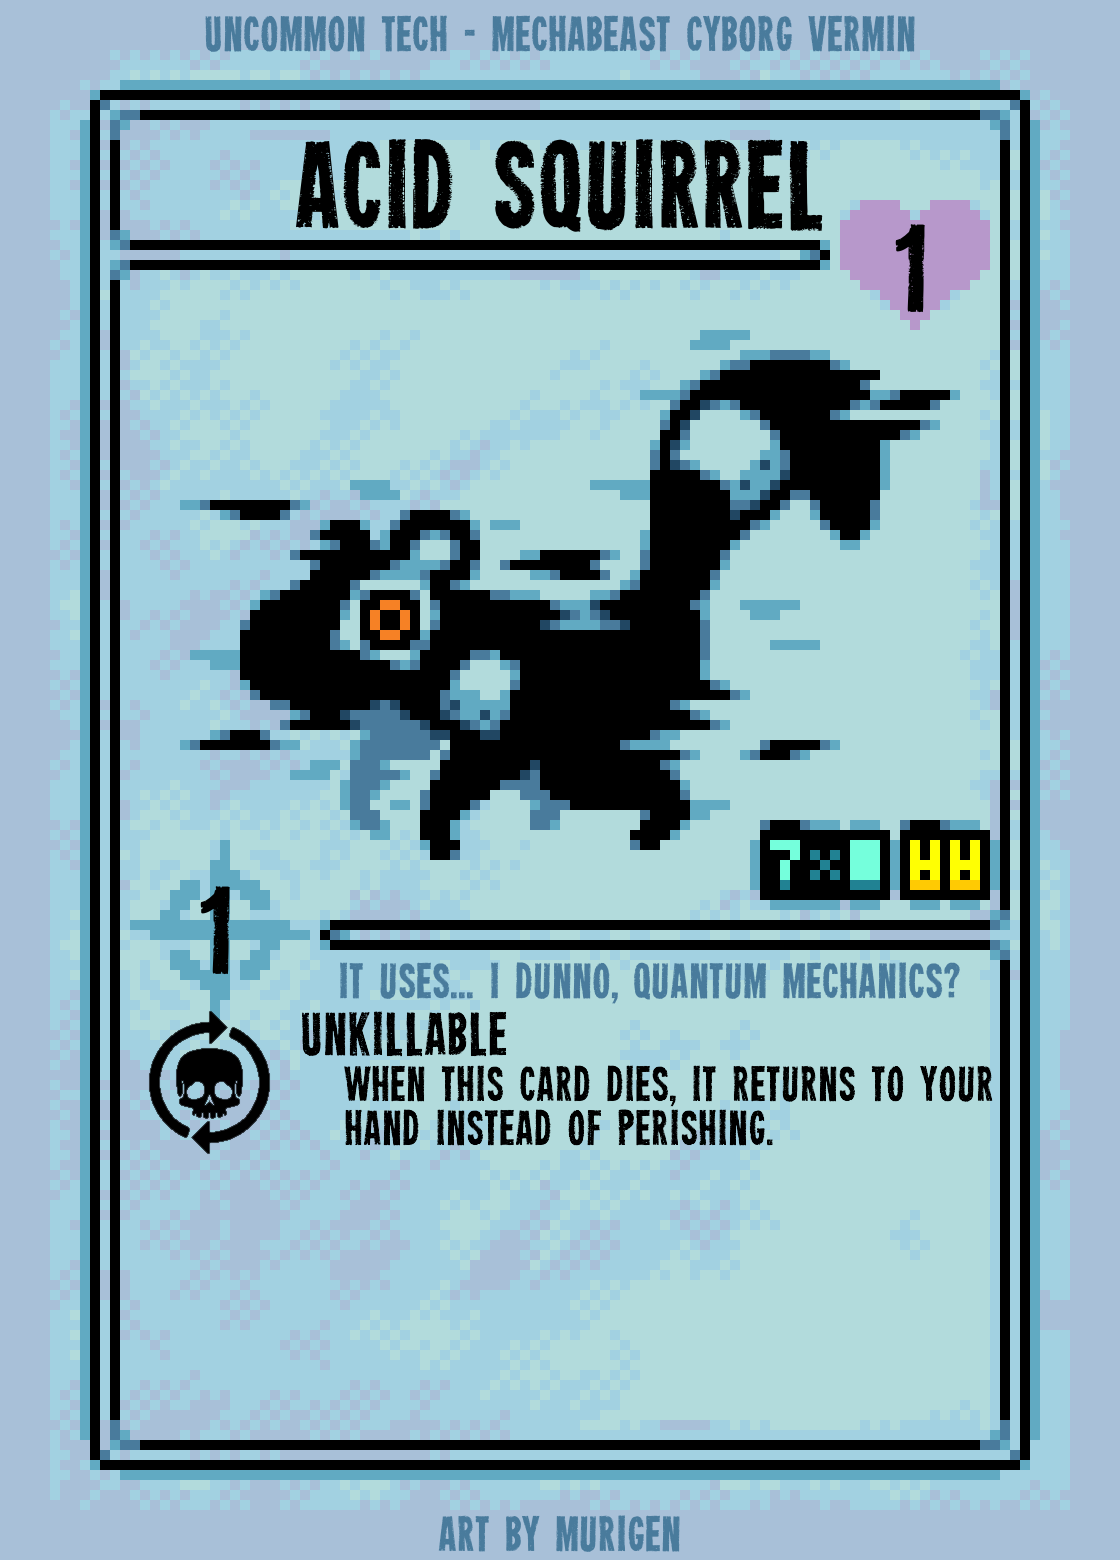 UNCOMMON TECH - MECHABEAST CYBORG VERMIN
ACID SQUIRREL
1
7×
1
IT USES... I DUNNO, QUANTUM MECHANICS?
UNKILLABLE
WHEN THIS CARD DIES, IT RETURNS TO YOUR
HAND INSTEAD OF PERISHING.
ART BY MURIGEN